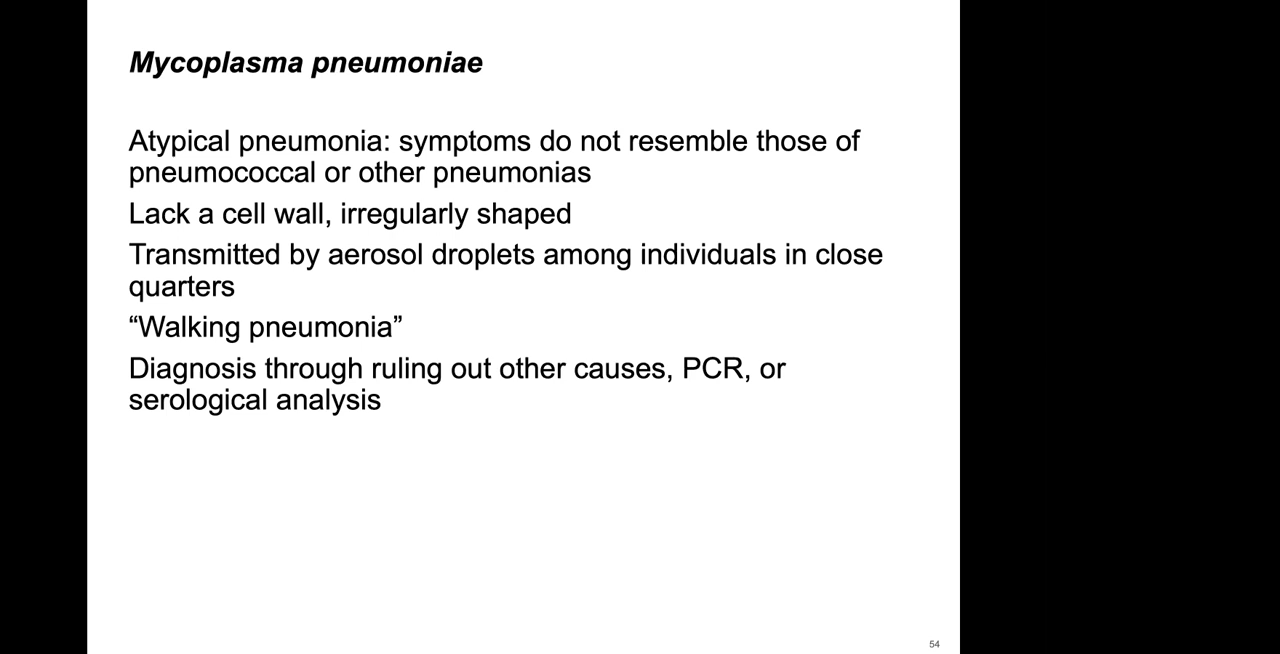 Mycoplasma pneumoniae
Atypical pneumonia: symptoms do not resemble those of
pneumococcal or other pneumonias
Lack a cell wall, irregularly shaped
Transmitted by aerosol droplets among individuals in close
quarters
“Walking pneumonia”
Diagnosis through ruling out other causes, PCR, or
serological analysis
54